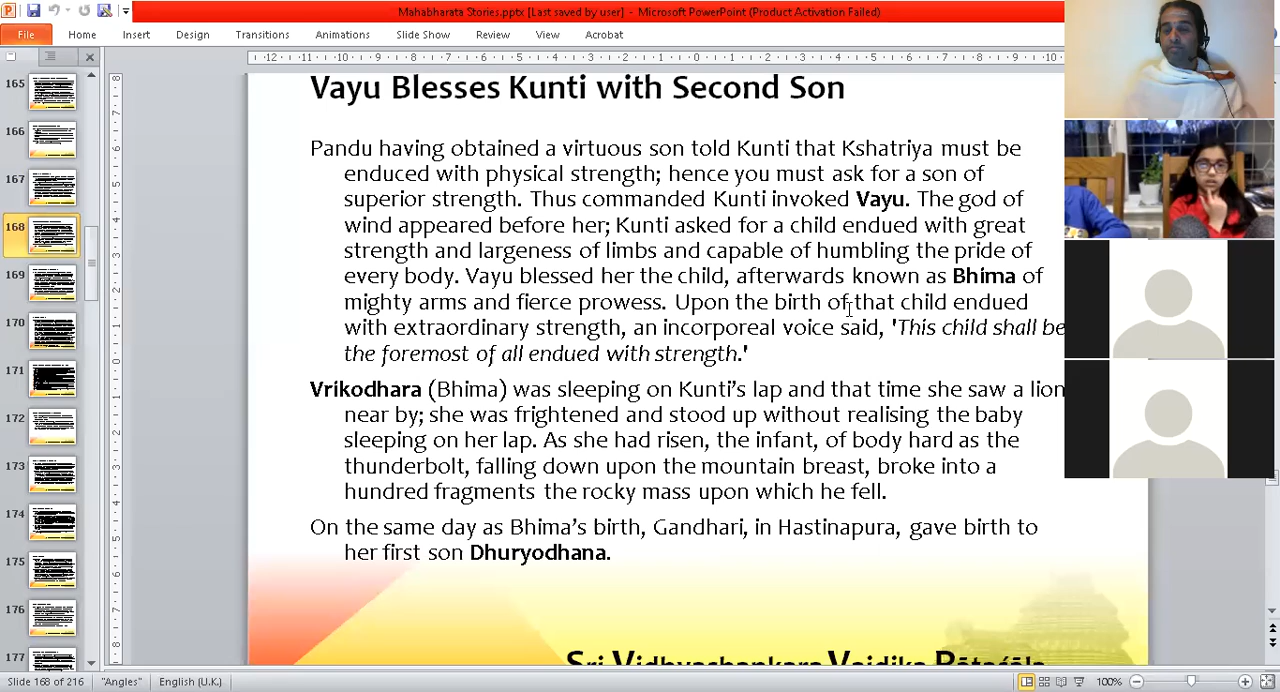 Mahabharata Stories.pptx [Last saved by user] - Microsoft PowerPoint (Product Activation Failed)
File Home Insert Design Transitions Animations Slide Show Review View Acrobat
Vayu Blesses Kunti with Second Son
Pandu having obtained a virtuous son told Kunti that Kshatriya must be
enduced with physical strength; hence you must ask for a son of
superior strength. Thus commanded Kunti invoked Vayu. The god of
wind appeared before her; Kunti asked for a child endued with great
strength and largeness of limbs and capable of humbling the pride of
every body. Vayu blessed her the child, afterwards known as Bhima of
mighty arms and fierce prowess. Upon the birth of that child endued
with extraordinary strength, an incorporeal voice said, 'This child shall be
the foremost of all endued with strength.'
Vrikodhara (Bhima) was sleeping on Kunti's lap and that time she saw a lion
near by; she was frightened and stood up without realising the baby
sleeping on her lap. As she had risen, the infant, of body hard as the
thunderbolt, falling down upon the mountain breast, broke into a
hundred fragments the rocky mass upon which he fell.
On the same day as Bhima's birth, Gandhari, in Hastinapura, gave birth to
her first son Dhuryodhana.
Sri Vidhyashankara Vaidika Pātaśāla
165
166
167
168
169
170
171
172
173
174
175
176
177
Slide 168 of 216 "Angles" English (U.K.) 100%